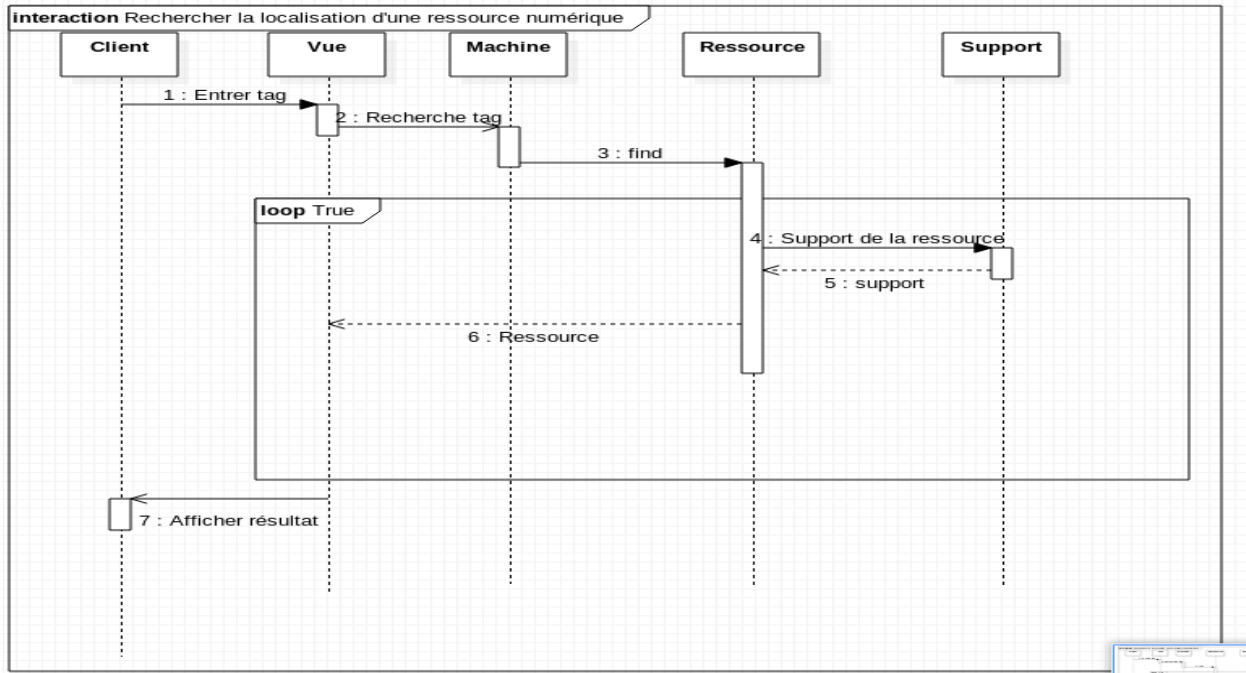 interaction Rechercher la localisation d'une ressource numérique
Client Vue Machine Ressource Support
1 : Entrer tag
2 : Recherche tag
3 : find
loop True
4 : Support de la ressource
5 : support
6 : Ressource
7 : Afficher résultat